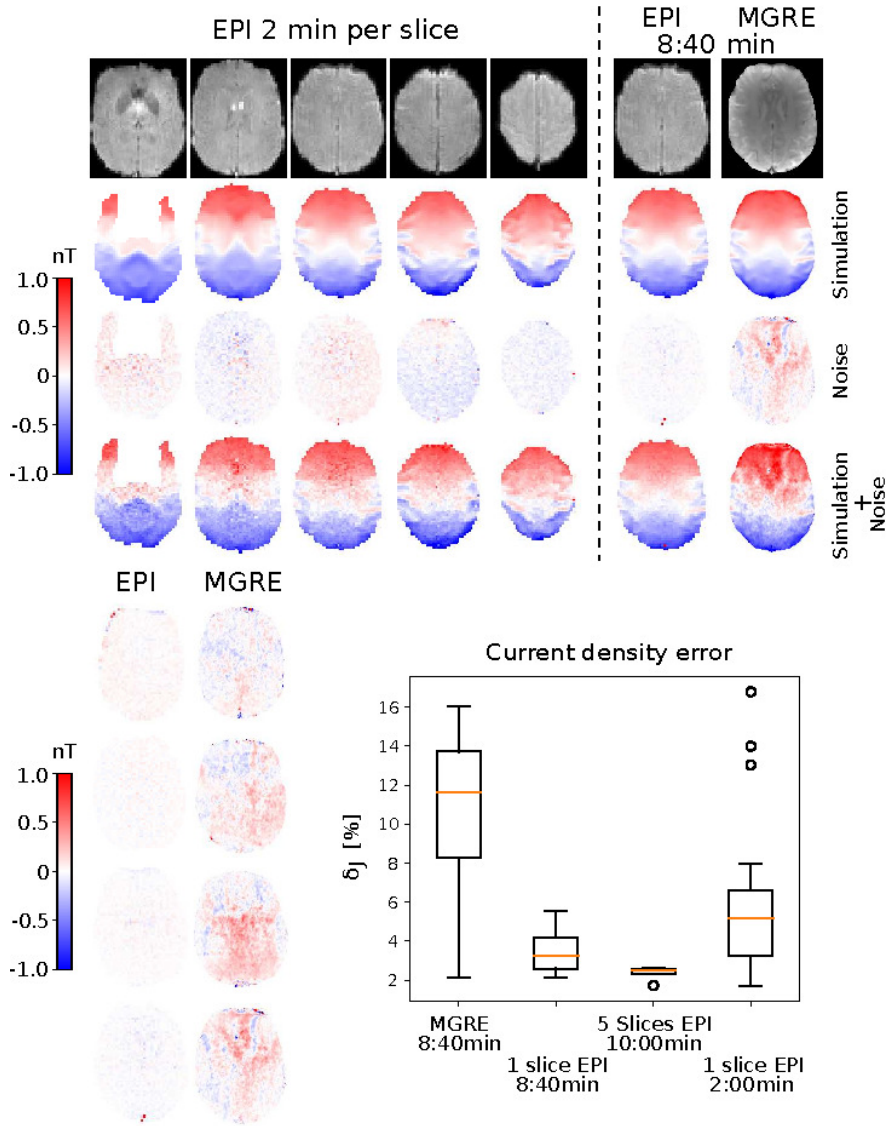 EPI 2 min per slice
EPI MGRE
8:40 min
Simulation
nT
1.0
0.5
0
-0.5
-1.0
Noise
Simulation
+
Noise
EPI MGRE
nT
1.0
0.5
0
-0.5
-1.0
Current density error
δJ [%]
16
14
12
10
8
6
4
2
MGRE
8:40min
1 slice EPI
8:40min
5 Slices EPI
10:00min
1 slice EPI
2:00min